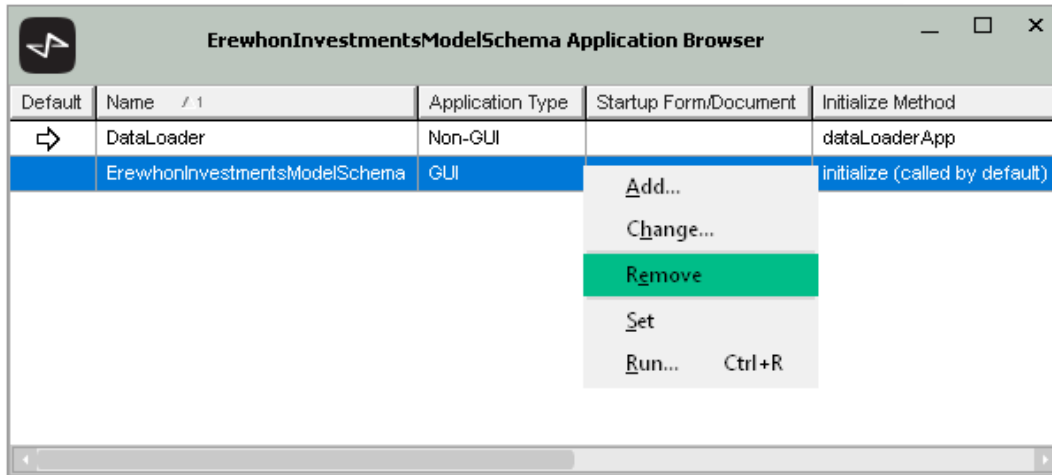 ErewhonInvestmentsModelSchema Application Browser
Default Name / 1 Application Type Startup Form/Document Initialize Method
DataLoader Non-GUI dataLoaderApp
ErewhonInvestmentsModelSchema GUI initialize (called by default)
Add...
Change...
Remove
Set
Run... Ctrl+R